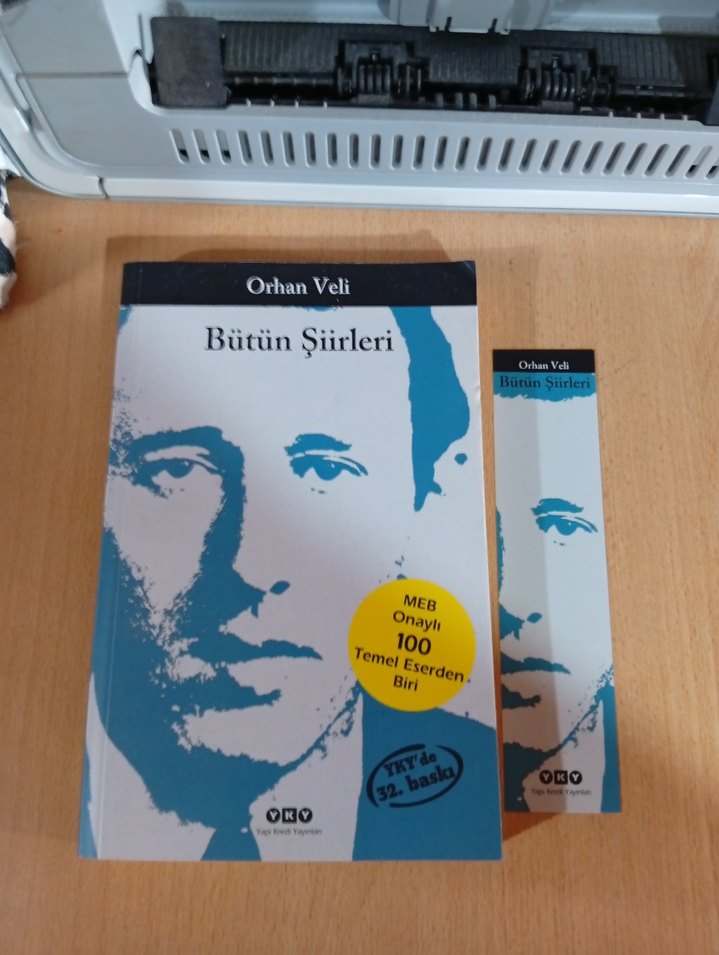 Orhan Veli
Bütün Şiirleri
MEB
Onaylı
100
Temel Eserden
Biri
YKY'de
32. baskı
YKY
Yapı Kredi Yayınları
Orhan Veli
Bütün Şiirleri
YKY
Yapı Kredi Yayınları